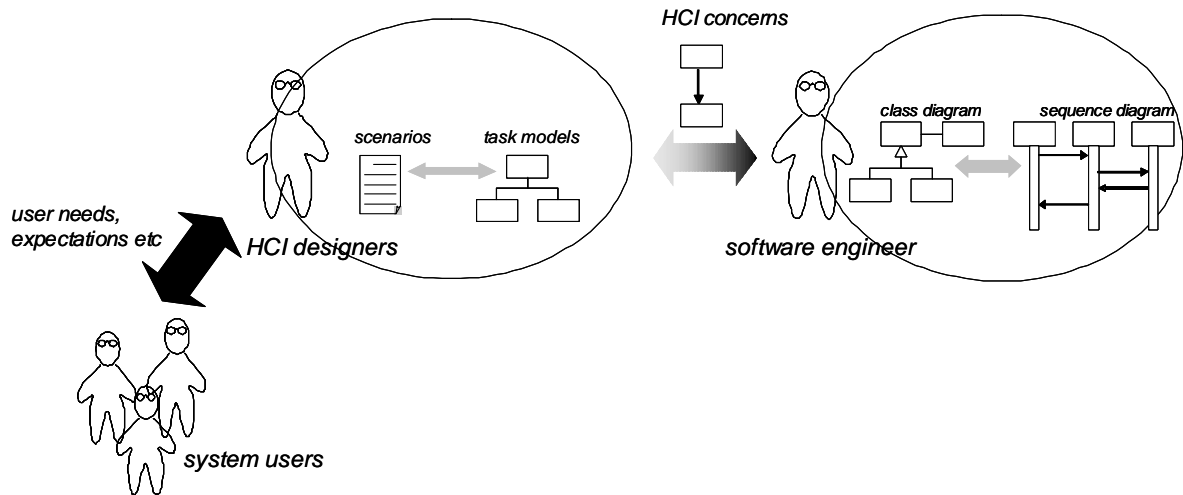 HCI concerns
class diagram
sequence diagram
scenarios
task models
user needs,
expectations etc
HCI designers
software engineer
system users